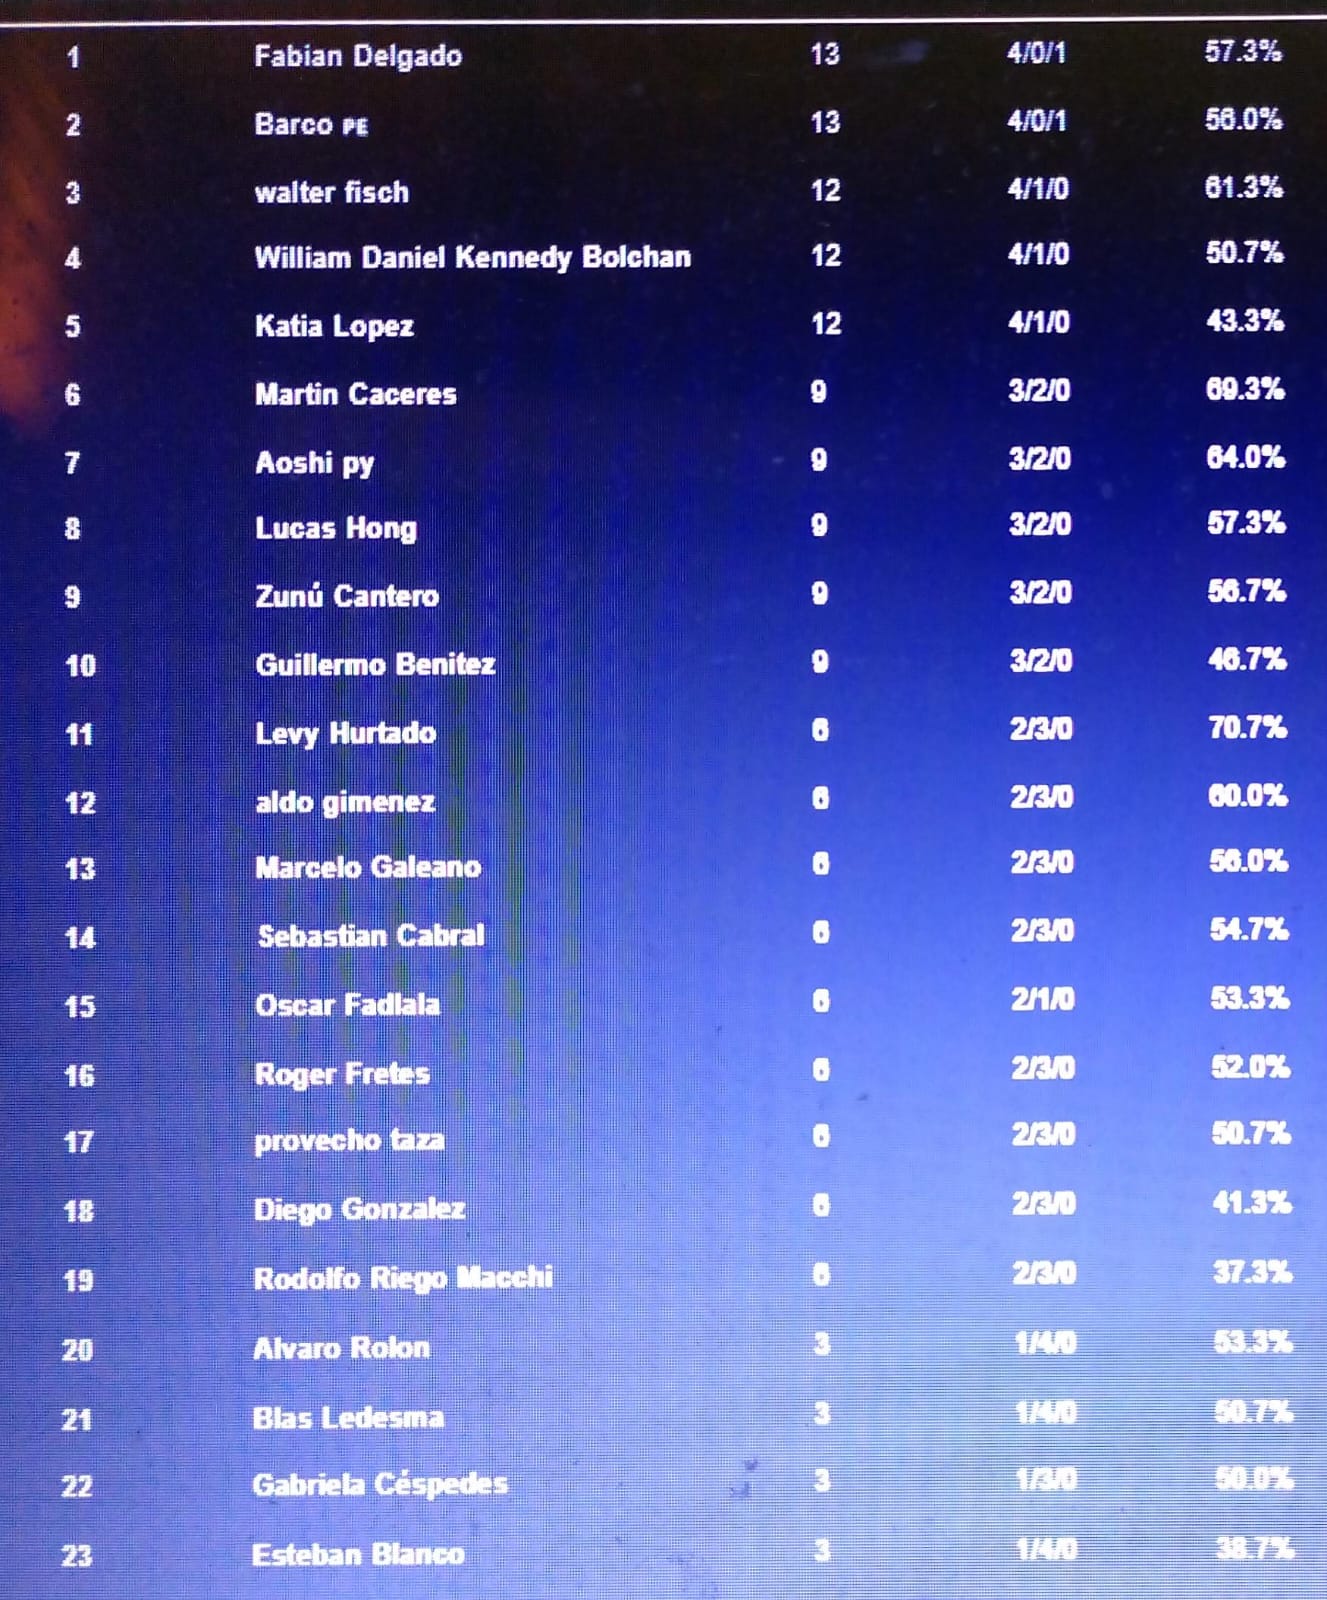 1 Fabian Delgado 13 4/0/1 57.3%
2 Barco PE 13 4/0/1 56.0%
3 walter fisch 12 4/1/0 61.3%
4 William Daniel Kennedy Bolchan 12 4/1/0 50.7%
5 Katia Lopez 12 4/1/0 43.3%
6 Martin Caceres 9 3/2/0 69.3%
7 Aoshi py 9 3/2/0 64.0%
8 Lucas Hong 9 3/2/0 57.3%
9 Zunú Cantero 9 3/2/0 56.7%
10 Guillermo Benitez 9 3/2/0 46.7%
11 Levy Hurtado 6 2/3/0 70.7%
12 aldo gimenez 6 2/3/0 60.0%
13 Marcelo Galeano 6 2/3/0 56.0%
14 Sebastian Cabral 6 2/3/0 54.7%
15 Oscar Fadlala 6 2/1/0 53.3%
16 Roger Fretes 6 2/3/0 52.0%
17 provecho taza 6 2/3/0 50.7%
18 Diego Gonzalez 6 2/3/0 41.3%
19 Rodolfo Riego Macchi 6 2/3/0 37.3%
20 Alvaro Rolon 3 1/4/0 53.3%
21 Blas Ledesma 3 1/4/0 50.7%
22 Gabriela Céspedes 3 1/3/0 50.0%
23 Esteban Blanco 3 1/4/0 38.7%